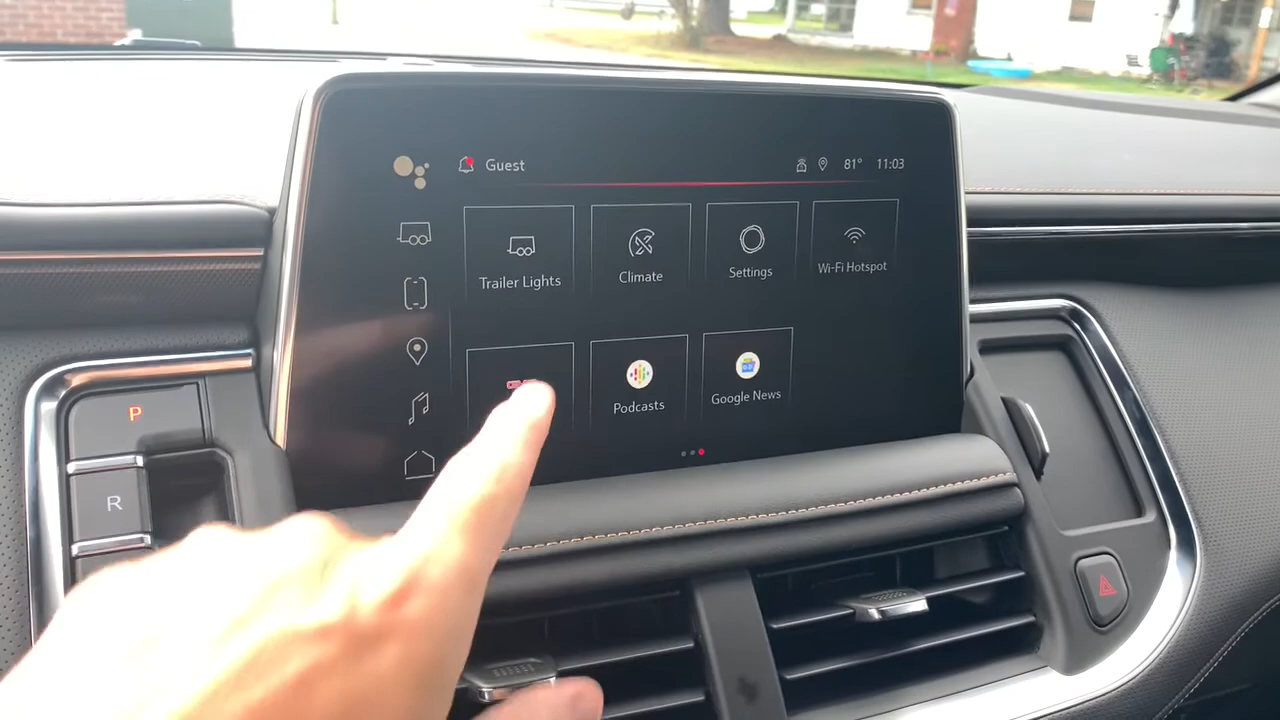 Guest
81° 11:03
Trailer Lights
Climate
Settings
Wi-Fi Hotspot
Podcasts
Google News
P
R